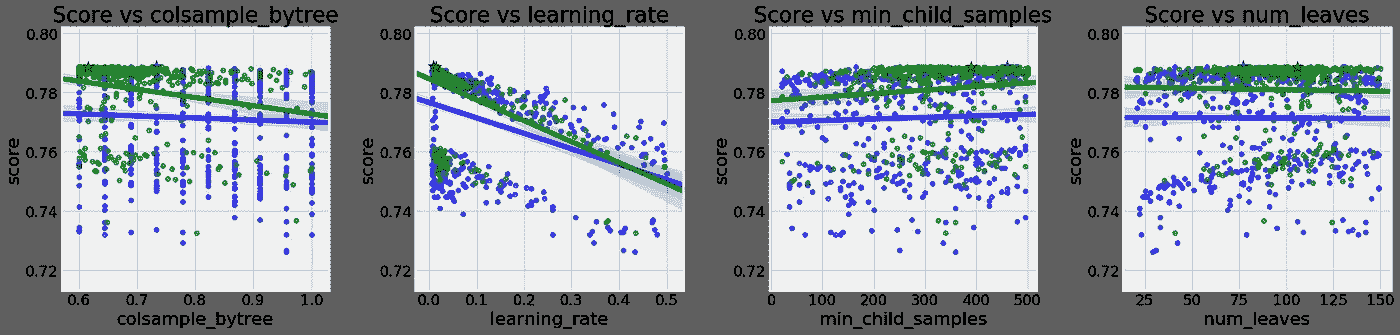 Score vs colsample_bytree
0.80
0.78
0.76
0.74
0.72
score
0.6 0.7 0.8 0.9 1.0
colsample_bytree
Score vs learning_rate
0.80
0.78
0.76
0.74
0.72
score
0.0 0.1 0.2 0.3 0.4 0.5
learning_rate
Score vs min_child_samples
0.80
0.78
0.76
0.74
0.72
score
0 100 200 300 400 500
min_child_samples
Score vs num_leaves
0.80
0.78
0.76
0.74
0.72
score
25 50 75 100 125 150
num_leaves